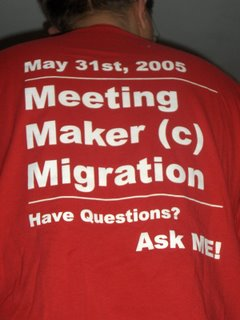 May 31st, 2005
Meeting
Maker (c)
Migration
Have Questions?
Ask ME!